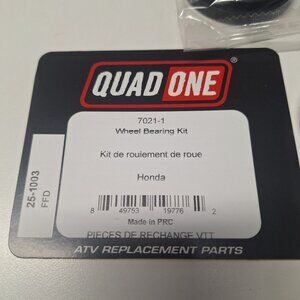 QUAD ONE
®
7021-1
Wheel Bearing Kit
Kit de roulement de roue
Honda
25-1003
FFD
8 49753 19776 2
Made in PRC
PIECES DE RECHANGE VTT
ATV REPLACEMENT PARTS